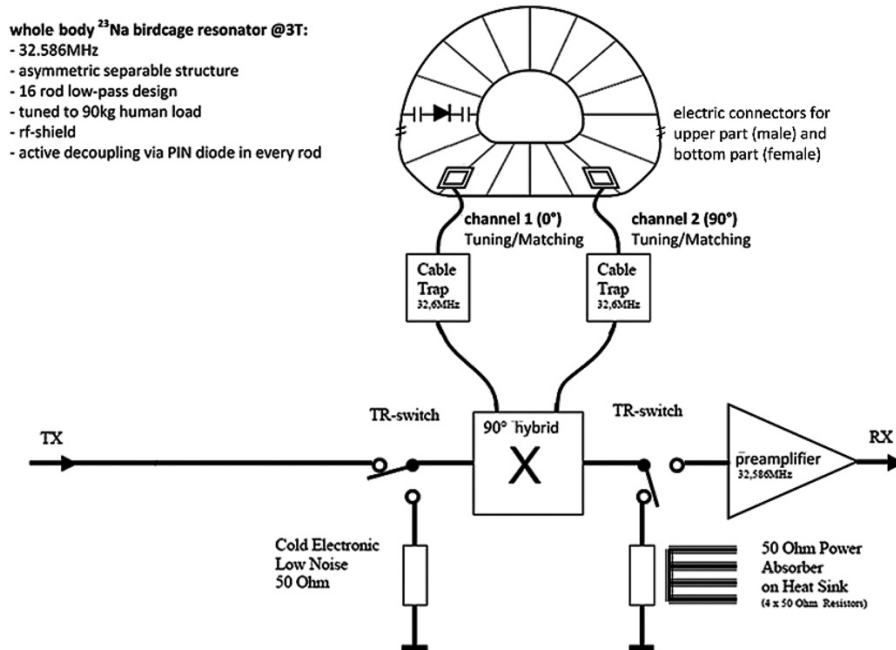 whole body ²³Na birdcage resonator @3T:
- 32.586MHz
- asymmetric separable structure
- 16 rod low-pass design
- tuned to 90kg human load
- rf-shield
- active decoupling via PIN diode in every rod
electric connectors for
upper part (male) and
bottom part (female)
channel 1 (0°)
Tuning/Matching
channel 2 (90°)
Tuning/Matching
Cable
Trap
32,6MHz
Cable
Trap
32,6MHz
TX
TR-switch
90° hybrid
X
TR-switch
preamplifier
32,586MHz
RX
Cold Electronic
Low Noise
50 Ohm
50 Ohm Power
Absorber
on Heat Sink
(4 x 50 Ohm Resistors)